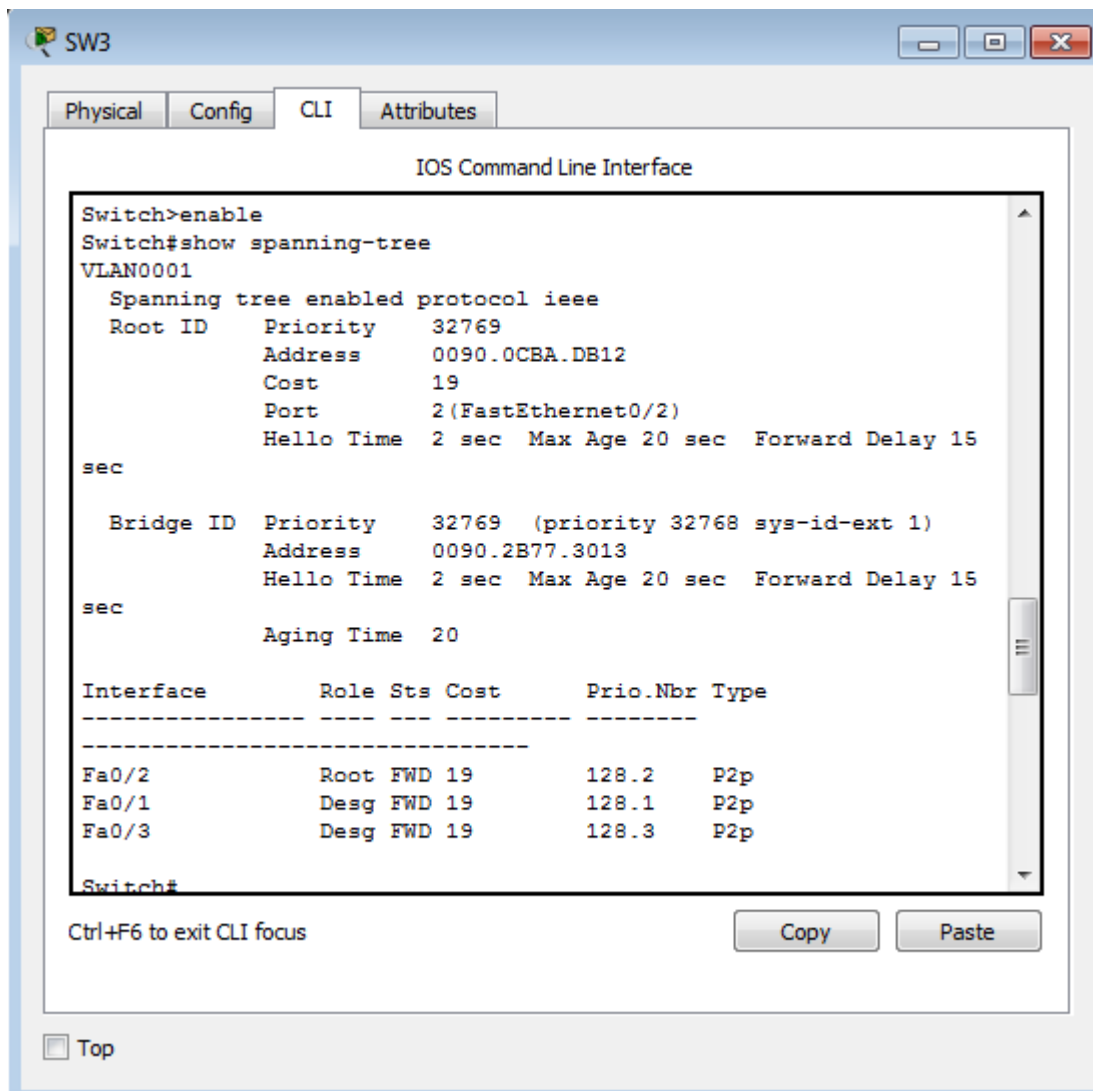 SW3
Physical Config CLI Attributes
IOS Command Line Interface
Switch>enable
Switch#show spanning-tree
VLAN0001
  Spanning tree enabled protocol ieee
  Root ID    Priority    32769
             Address     0090.0CBA.DB12
             Cost        19
             Port        2(FastEthernet0/2)
             Hello Time  2 sec  Max Age 20 sec  Forward Delay 15
sec

  Bridge ID  Priority    32769  (priority 32768 sys-id-ext 1)
             Address     0090.2B77.3013
             Hello Time  2 sec  Max Age 20 sec  Forward Delay 15
sec
             Aging Time  20

Interface        Role Sts Cost      Prio.Nbr Type
---------------- ---- --- --------- --------
--------------------------------
Fa0/2            Root FWD 19        128.2    P2p
Fa0/1            Desg FWD 19        128.1    P2p
Fa0/3            Desg FWD 19        128.3    P2p

Switch#
Ctrl+F6 to exit CLI focus
Copy Paste
Top